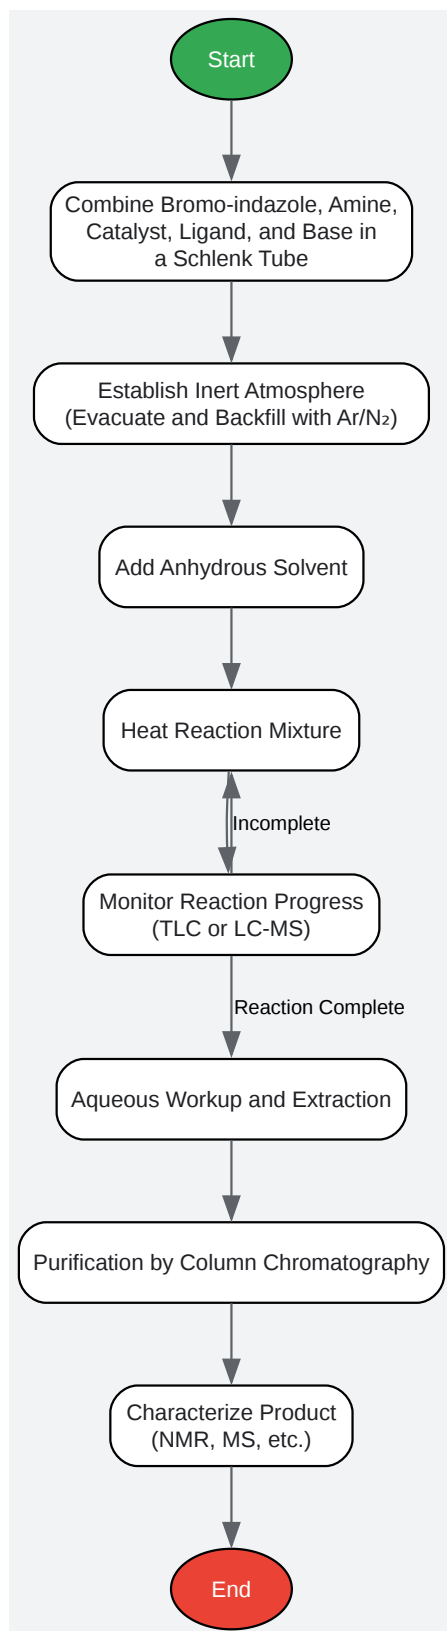 Start
Combine Bromo-indazole, Amine,
Catalyst, Ligand, and Base in
a Schlenk Tube
Establish Inert Atmosphere
(Evacuate and Backfill with Ar/N₂)
Add Anhydrous Solvent
Heat Reaction Mixture
Incomplete
Monitor Reaction Progress
(TLC or LC-MS)
Reaction Complete
Aqueous Workup and Extraction
Purification by Column Chromatography
Characterize Product
(NMR, MS, etc.)
End